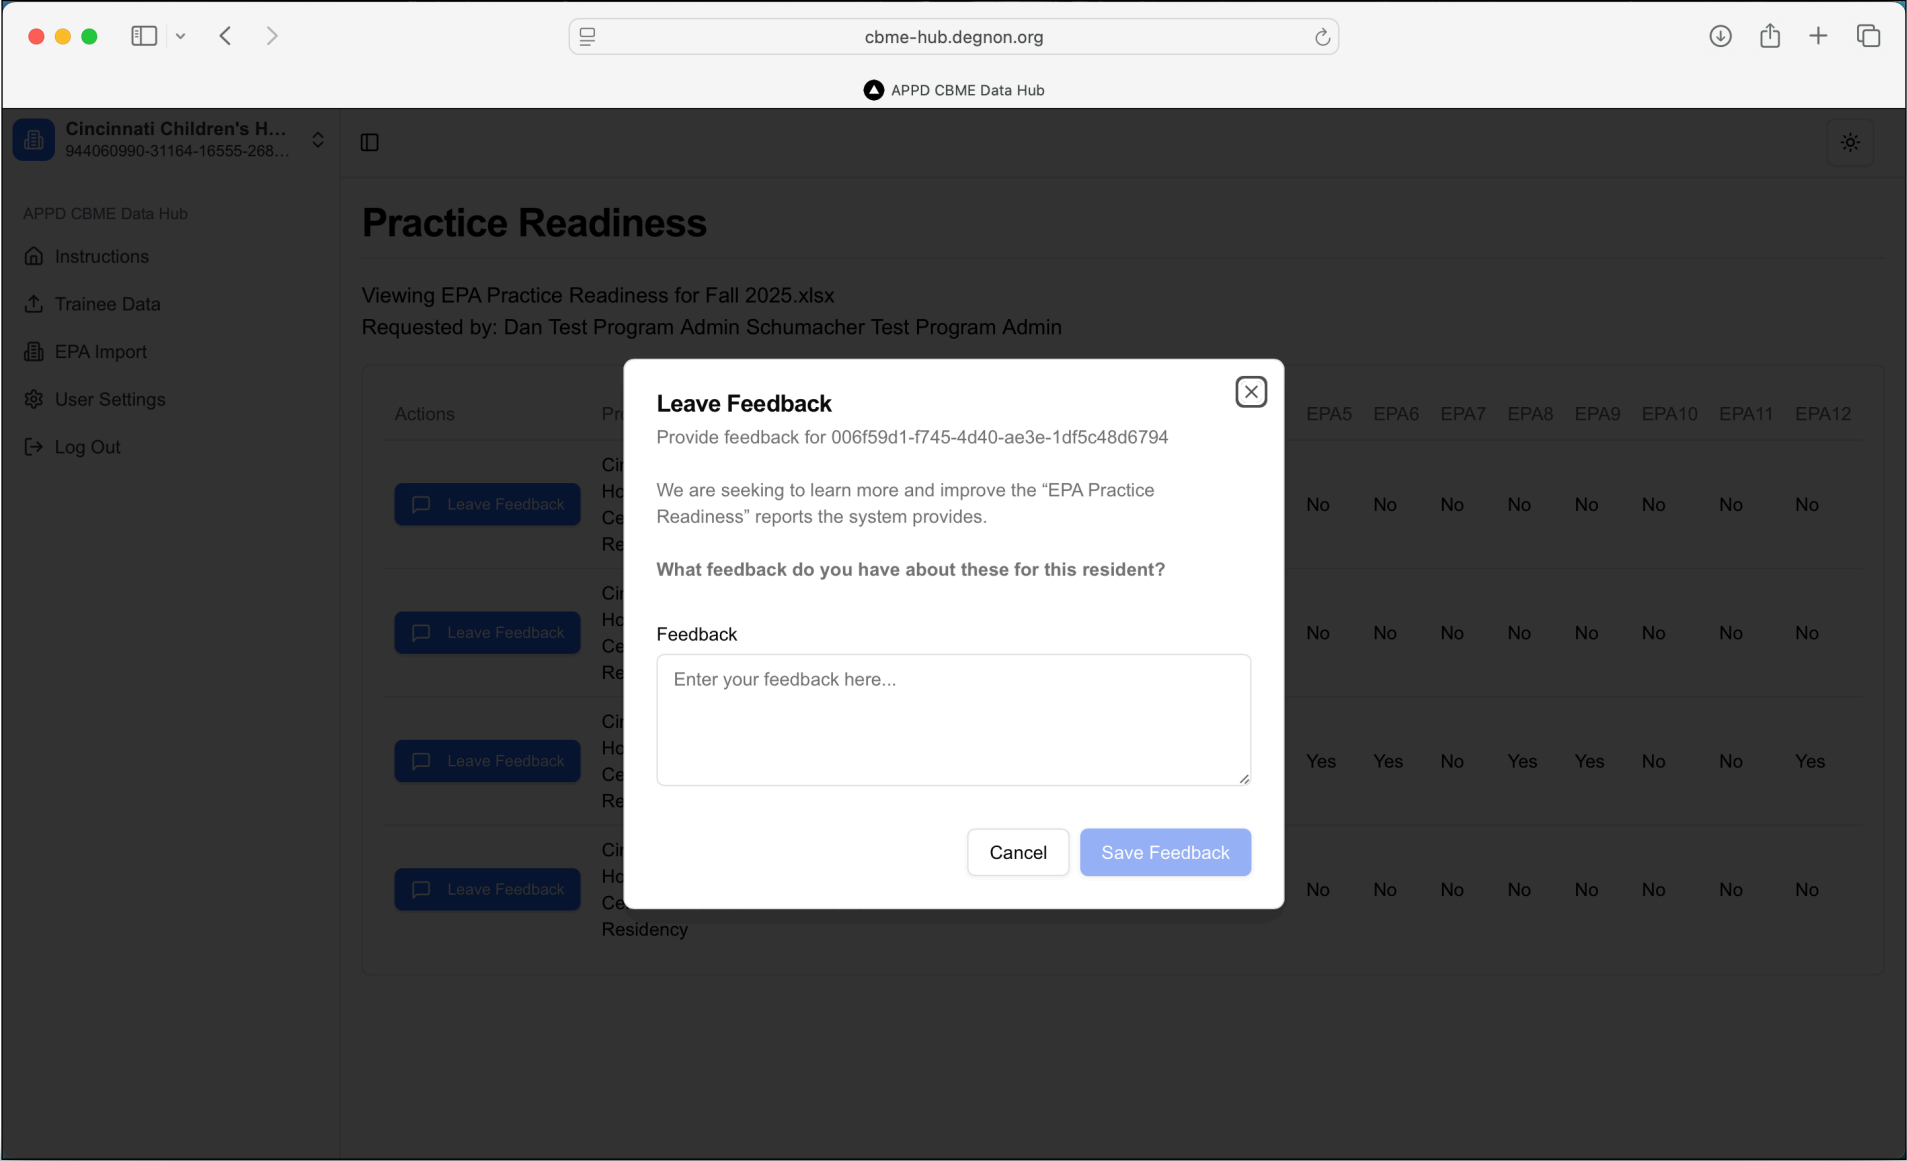 cbme-hub.degnon.org
APPD CBME Data Hub
Cincinnati Children's H...
944060990-31164-16555-268...
APPD CBME Data Hub
Instructions
Trainee Data
EPA Import
User Settings
Log Out
Practice Readiness
Viewing EPA Practice Readiness for Fall 2025.xlsx
Requested by: Dan Test Program Admin Schumacher Test Program Admin
Actions EPA5 EPA6 EPA7 EPA8 EPA9 EPA10 EPA11 EPA12
Leave Feedback No No No No No No No No
Leave Feedback No No No No No No No No
Leave Feedback Yes Yes No Yes Yes No No Yes
Leave Feedback No No No No No No No No
Residency
Leave Feedback
Provide feedback for 006f59d1-f745-4d40-ae3e-1df5c48d6794
We are seeking to learn more and improve the “EPA Practice
Readiness” reports the system provides.
What feedback do you have about these for this resident?
Feedback
Enter your feedback here...
Cancel
Save Feedback